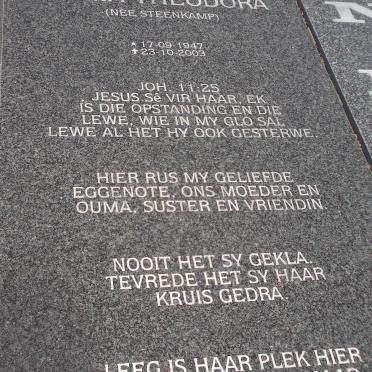 THEODORA
(NEE STEENKAMP)
★17-09-1947
✝23-10-2003
JOH. 11:25
JESUS Sê VIR HAAR, EK
ÍS DIE OPSTANDING EN DIE
LEWE, WIE IN MY GLO SAL
LEWE AL HET HY OOK GESTERWE.
HIER RUS MY GELIEFDE
EGGENOTE, ONS MOEDER EN
OUMA, SUSTER EN VRIENDIN.
NOOIT HET SY GEKLA.
TEVREDE HET SY HAAR
KRUIS GEDRA.
LEEG IS HAAR PLEK HIER